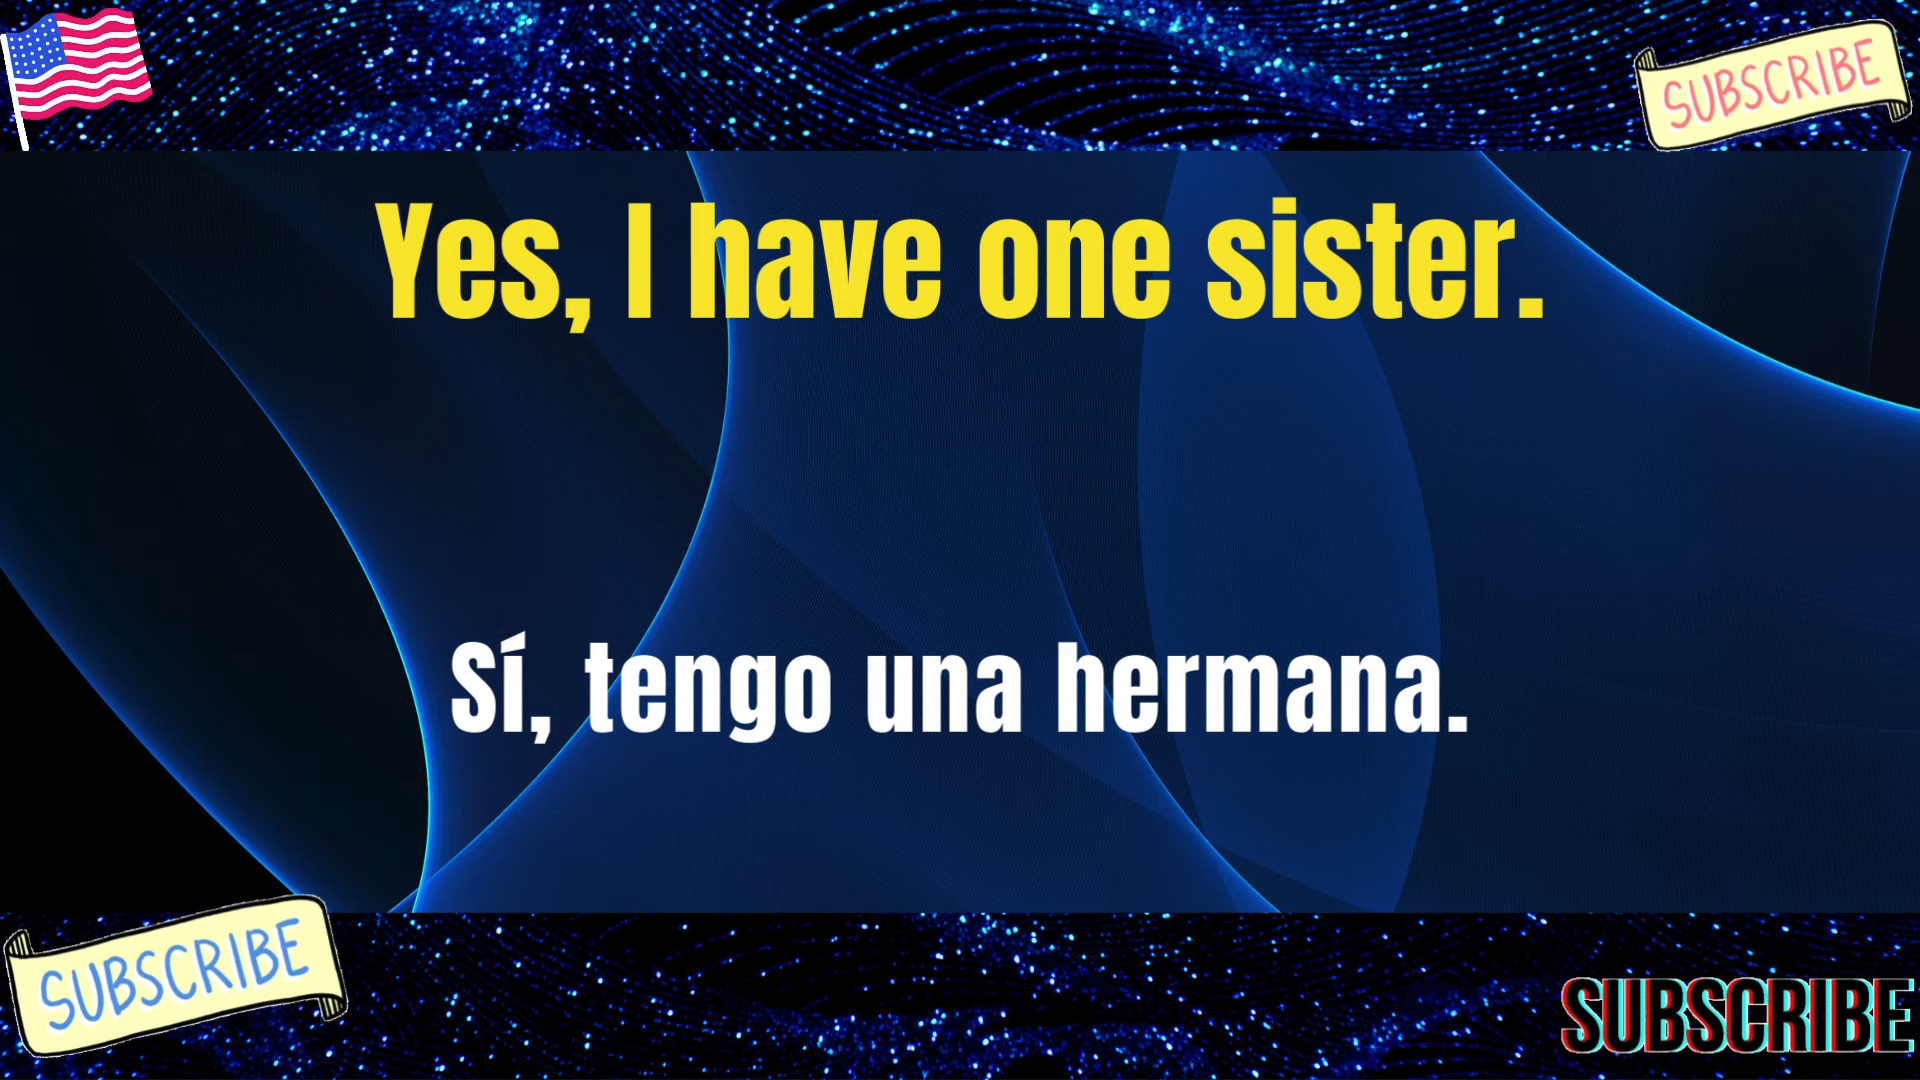 SUBSCRIBE
Yes, I have one sister.
Sí, tengo una hermana.
SUBSCRIBE
SUBSCRIBE